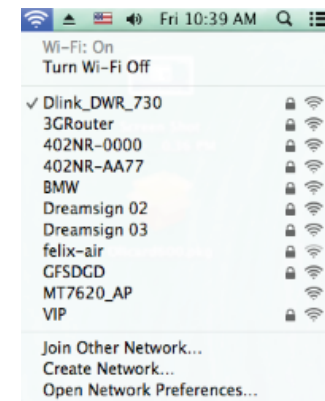 Fri 10:39 AM
Wi-Fi: On
Turn Wi-Fi Off
Dlink_DWR_730
3GRouter
402NR-0000
402NR-AA77
BMW
Dreamsign 02
Dreamsign 03
felix-air
GFSDGD
MT7620_AP
VIP
Join Other Network...
Create Network...
Open Network Preferences...